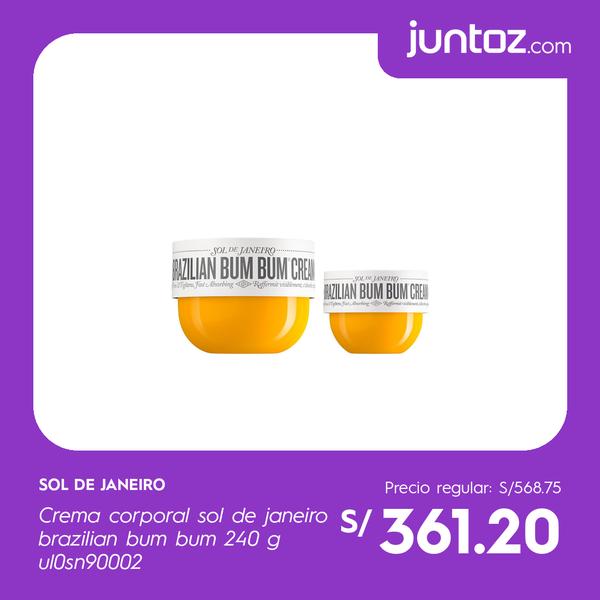 juntoz.com
SOL DE JANEIRO
BRAZILIAN BUM BUM CREAM
SOL DE JANEIRO
BRAZILIAN BUM BUM CREAM
SOL DE JANEIRO
Precio regular: S/568.75
Crema corporal sol de janeiro
brazilian bum bum 240 g
ul0sn90002
S/ 361.20